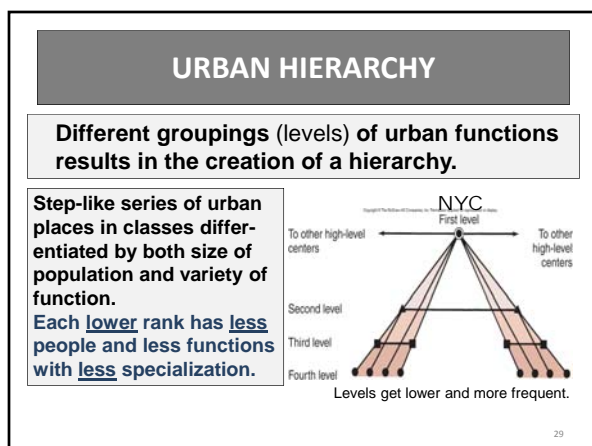 URBAN HIERARCHY
Different groupings (levels) of urban functions
results in the creation of a hierarchy.
Step-like series of urban
places in classes differ-
entiated by both size of
population and variety of
function.
Each lower rank has less
people and less functions
with less specialization.
NYC
First level
To other high-level
centers
To other
high-level
centers
Second level
Third level
Fourth level
Levels get lower and more frequent.
29